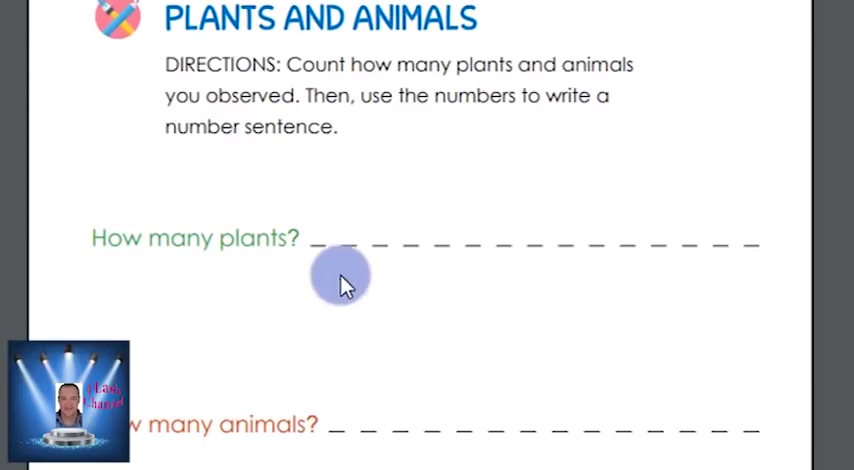 PLANTS AND ANIMALS
DIRECTIONS: Count how many plants and animals
you observed. Then, use the numbers to write a
number sentence.
How many plants? _ _ _ _ _ _ _ _ _ _ _ _ _ _ _
w many animals? _ _ _ _ _ _ _ _ _ _ _ _ _ _